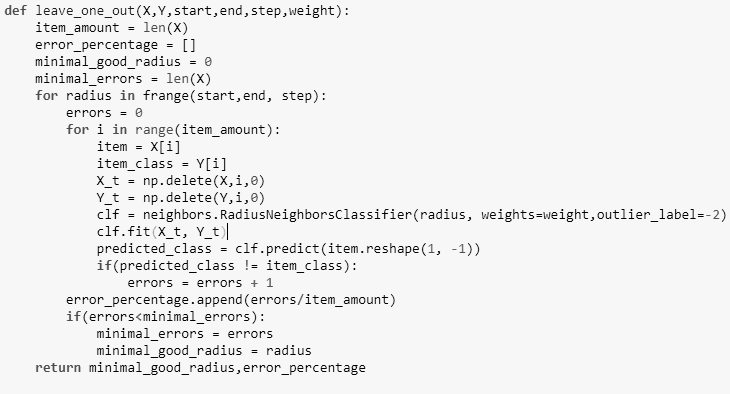 def leave_one_out(X,Y,start,end,step,weight):
    item_amount = len(X)
    error_percentage = []
    minimal_good_radius = 0
    minimal_errors = len(X)
    for radius in frange(start,end, step):
        errors = 0
        for i in range(item_amount):
            item = X[i]
            item_class = Y[i]
            X_t = np.delete(X,i,0)
            Y_t = np.delete(Y,i,0)
            clf = neighbors.RadiusNeighborsClassifier(radius, weights=weight,outlier_label=-2)
            clf.fit(X_t, Y_t)
            predicted_class = clf.predict(item.reshape(1, -1))
            if(predicted_class != item_class):
                errors = errors + 1
        error_percentage.append(errors/item_amount)
        if(errors<minimal_errors):
            minimal_errors = errors
            minimal_good_radius = radius
    return minimal_good_radius,error_percentage